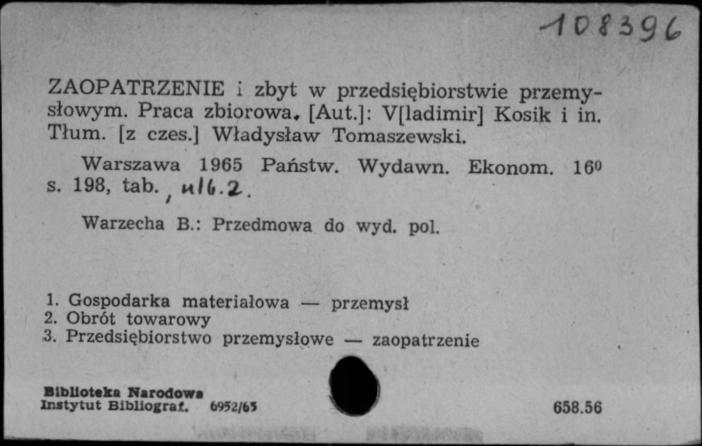 108396
ZAOPATRZENIE i zbyt w przedsiębiorstwie przemy-
słowym. Praca zbiorowa. [Aut.]: V[ladimir] Kosik i in.
Tłum. [z czes.] Władysław Tomaszewski.
Warszawa 1965 Państw. Wydawn. Ekonom. 16⁰
s. 198, tab., nlb.2.
Warzecha B.: Przedmowa do wyd. pol.
1. Gospodarka materiałowa — przemysł
2. Obrót towarowy
3. Przedsiębiorstwo przemysłowe — zaopatrzenie
Biblioteka Narodowa
Instytut Bibliograf. 6952/65
658.56